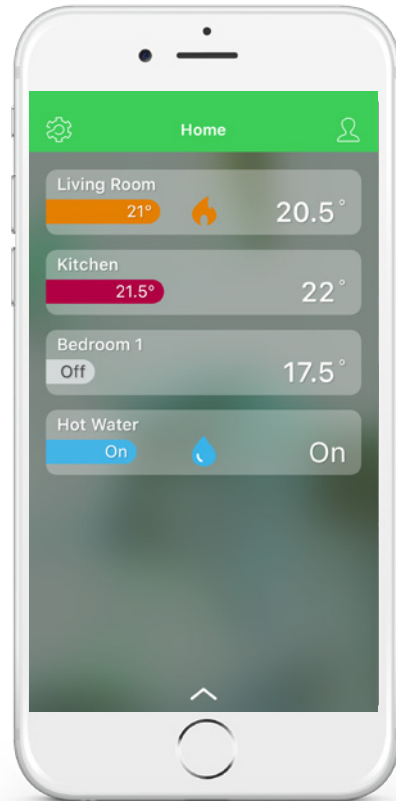 Home
Living Room
21°
20.5°
Kitchen
21.5°
22°
Bedroom 1
Off
17.5°
Hot Water
On
On